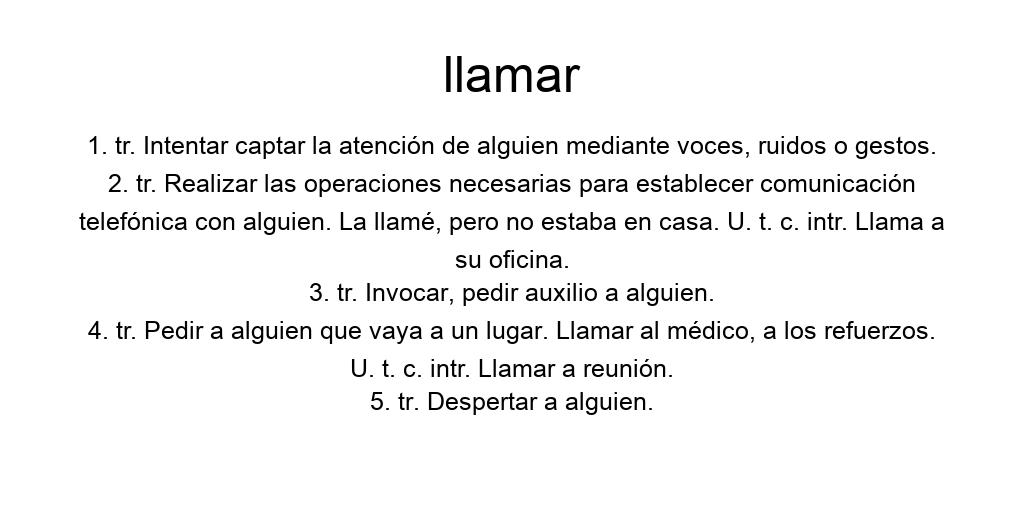 llamar
1. tr. Intentar captar la atención de alguien mediante voces, ruidos o gestos.
2. tr. Realizar las operaciones necesarias para establecer comunicación
telefónica con alguien. La llamé, pero no estaba en casa. U. t. c. intr. Llama a
su oficina.
3. tr. Invocar, pedir auxilio a alguien.
4. tr. Pedir a alguien que vaya a un lugar. Llamar al médico, a los refuerzos.
U. t. c. intr. Llamar a reunión.
5. tr. Despertar a alguien.